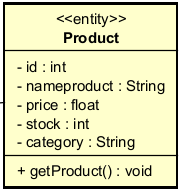 <<entity>>
Product
- id : int
- nameproduct : String
- price : float
- stock : int
- category : String
+ getProduct() : void